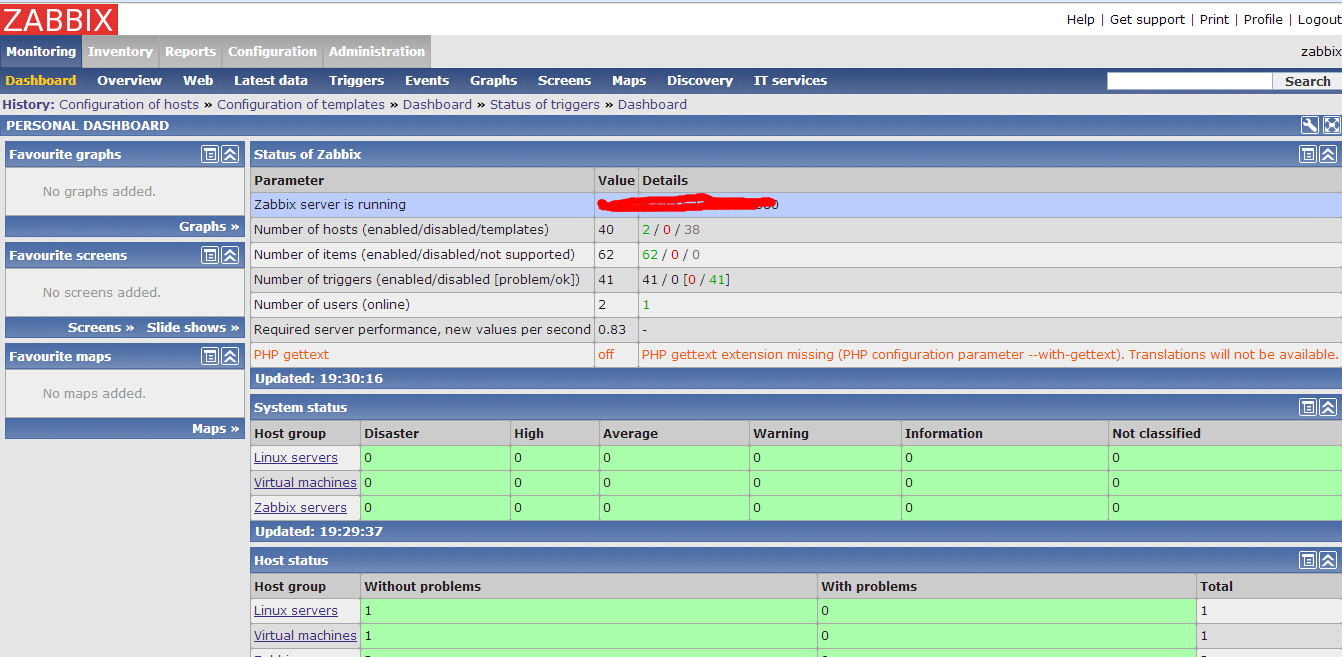 ZABBIX
Help | Get support | Print | Profile | Logout
Monitoring Inventory Reports Configuration Administration
zabbix
Dashboard Overview Web Latest data Triggers Events Graphs Screens Maps Discovery IT services
Search
History: Configuration of hosts » Configuration of templates » Dashboard » Status of triggers » Dashboard
PERSONAL DASHBOARD
Favourite graphs
No graphs added.
Graphs »
Favourite screens
No screens added.
Screens » Slide shows »
Favourite maps
No maps added.
Maps »
Status of Zabbix
Parameter Value Details
Zabbix server is running
Number of hosts (enabled/disabled/templates) 40 2 / 0 / 38
Number of items (enabled/disabled/not supported) 62 62 / 0 / 0
Number of triggers (enabled/disabled [problem/ok]) 41 41 / 0 [0 / 41]
Number of users (online) 2 1
Required server performance, new values per second 0.83 -
PHP gettext off PHP gettext extension missing (PHP configuration parameter --with-gettext). Translations will not be available.
Updated: 19:30:16
System status
Host group Disaster High Average Warning Information Not classified
Linux servers 0 0 0 0 0 0
Virtual machines 0 0 0 0 0 0
Zabbix servers 0 0 0 0 0 0
Updated: 19:29:37
Host status
Host group Without problems With problems Total
Linux servers 1 0 1
Virtual machines 1 0 1